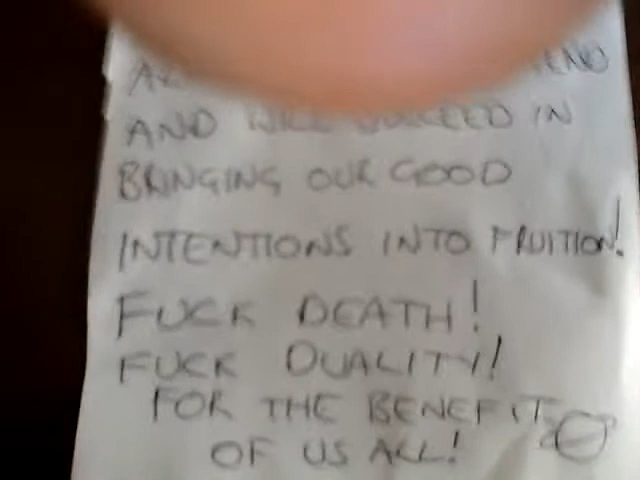 AND WILL SUCCEED IN
BRINGING OUR GOOD
INTENTIONS INTO FRUITION!
FUCK DEATH!
FUCK DUALITY!
FOR THE BENEFIT
OF US ALL!